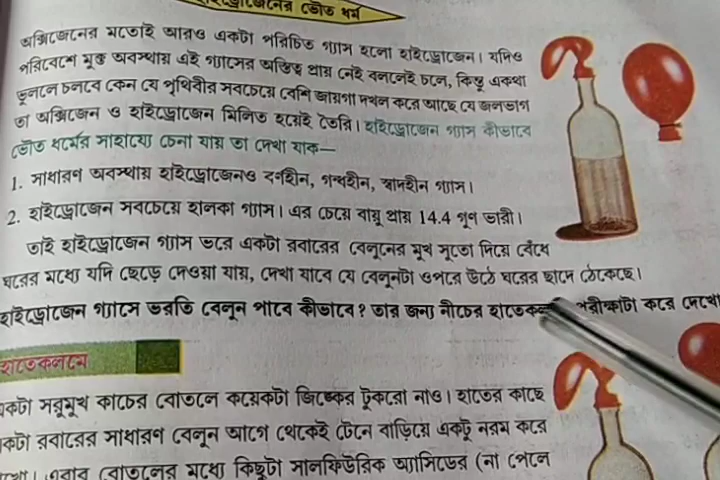 হাইড্রোজেনের ভৌত ধর্ম
অক্সিজেনের মতোই আরও একটা পরিচিত গ্যাস হলো হাইড্রোজেন। যদিও
পরিবেশে মুক্ত অবস্থায় এই গ্যাসের অস্তিত্ব প্রায় নেই বললেই চলে, কিন্তু একথা
ভুললে চলবে কেন যে পৃথিবীর সবচেয়ে বেশি জায়গা দখল করে আছে যে জলভাগ
তা অক্সিজেন ও হাইড্রোজেন মিলিত হয়েই তৈরি। হাইড্রোজেন গ্যাস কীভাবে
ভৌত ধর্মের সাহায্যে চেনা যায় তা দেখা যাক—
1. সাধারণ অবস্থায় হাইড্রোজেনও বর্ণহীন, গন্ধহীন, স্বাদহীন গ্যাস।
2. হাইড্রোজেন সবচেয়ে হালকা গ্যাস। এর চেয়ে বায়ু প্রায় 14.4 গুণ ভারী।
তাই হাইড্রোজেন গ্যাস ভরে একটা রবারের বেলুনের মুখ সুতো দিয়ে বেঁধে
ঘরের মধ্যে যদি ছেড়ে দেওয়া যায়, দেখা যাবে যে বেলুনটা ওপরে উঠে ঘরের ছাদে ঠেকেছে।
হাইড্রোজেন গ্যাসে ভরতি বেলুন পাবে কীভাবে? তার জন্য নীচের পরীক্ষাটা করে
হাতেকলমে
একটা সরুমুখ কাচের বোতলে কয়েকটা জিঙ্কের টুকরো নাও। হাতের কাছে
একটা রবারের সাধারণ বেলুন আগে থেকেই টেনে বাড়িয়ে একটু নরম করে
এবার বোতলের মধ্যে কিছুটা সালফিউরিক অ্যাসিডের (না পেলে